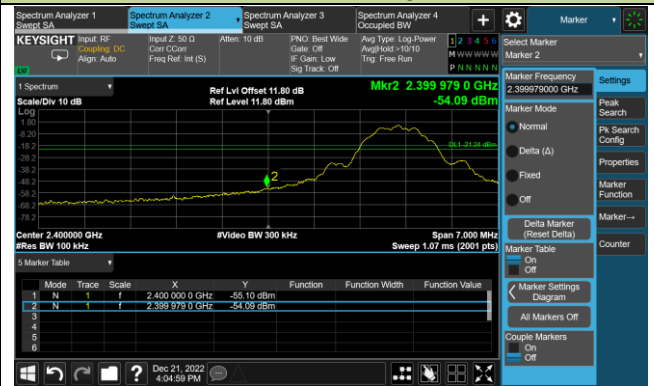 Spectrum Analyzer 1
Swept SA
Spectrum Analyzer 2
Swept SA
Spectrum Analyzer 3
Swept SA
Spectrum Analyzer 4
Occupied BW
+
Marker
KEYSIGHT
Input: RF
Coupling: DC
Align: Auto
Input Z: 50 Ω
Corr CCorr
Freq Ref: Int (S)
Atten: 10 dB
PNO: Best Wide
Gate: Off
IF Gain: Low
Sig Track: Off
Avg Type: Log-Power
Avg|Hold:>10/10
Trig: Free Run
1 2 3 4 5 6
M W W W W W
P N N N N N
LW
Select Marker
Marker 2
1 Spectrum
Scale/Div 10 dB
Log
Ref Lvl Offset 11.80 dB
Ref Level 11.80 dBm
Mkr2 2.399 979 0 GHz
-54.09 dBm
1.80
-8.20
-18.2
-28.2
-38.2
-48.2
-58.2
-68.2
-78.2
DL1 -21.24 dBm
2
Center 2.400000 GHz
#Res BW 100 kHz
#Video BW 300 kHz
Span 7.000 MHz
Sweep 1.07 ms (2001 pts)
5 Marker Table
Mode Trace Scale X Y Function Function Width Function Value
1 N 1 f 2.400 000 0 GHz -55.10 dBm
2 N 1 f 2.399 979 0 GHz -54.09 dBm
3
4
5
6
Marker Frequency
2.399979000 GHz
Marker Mode
Normal
Delta (Δ)
Fixed
Off
Delta Marker
(Reset Delta)
Marker Table
On
Off
Marker Settings
Diagram
All Markers Off
Couple Markers
On
Off
Settings
Peak
Search
Pk Search
Config
Properties
Marker
Function
Marker→
Counter
?
Dec 21, 2022
4:04:59 PM